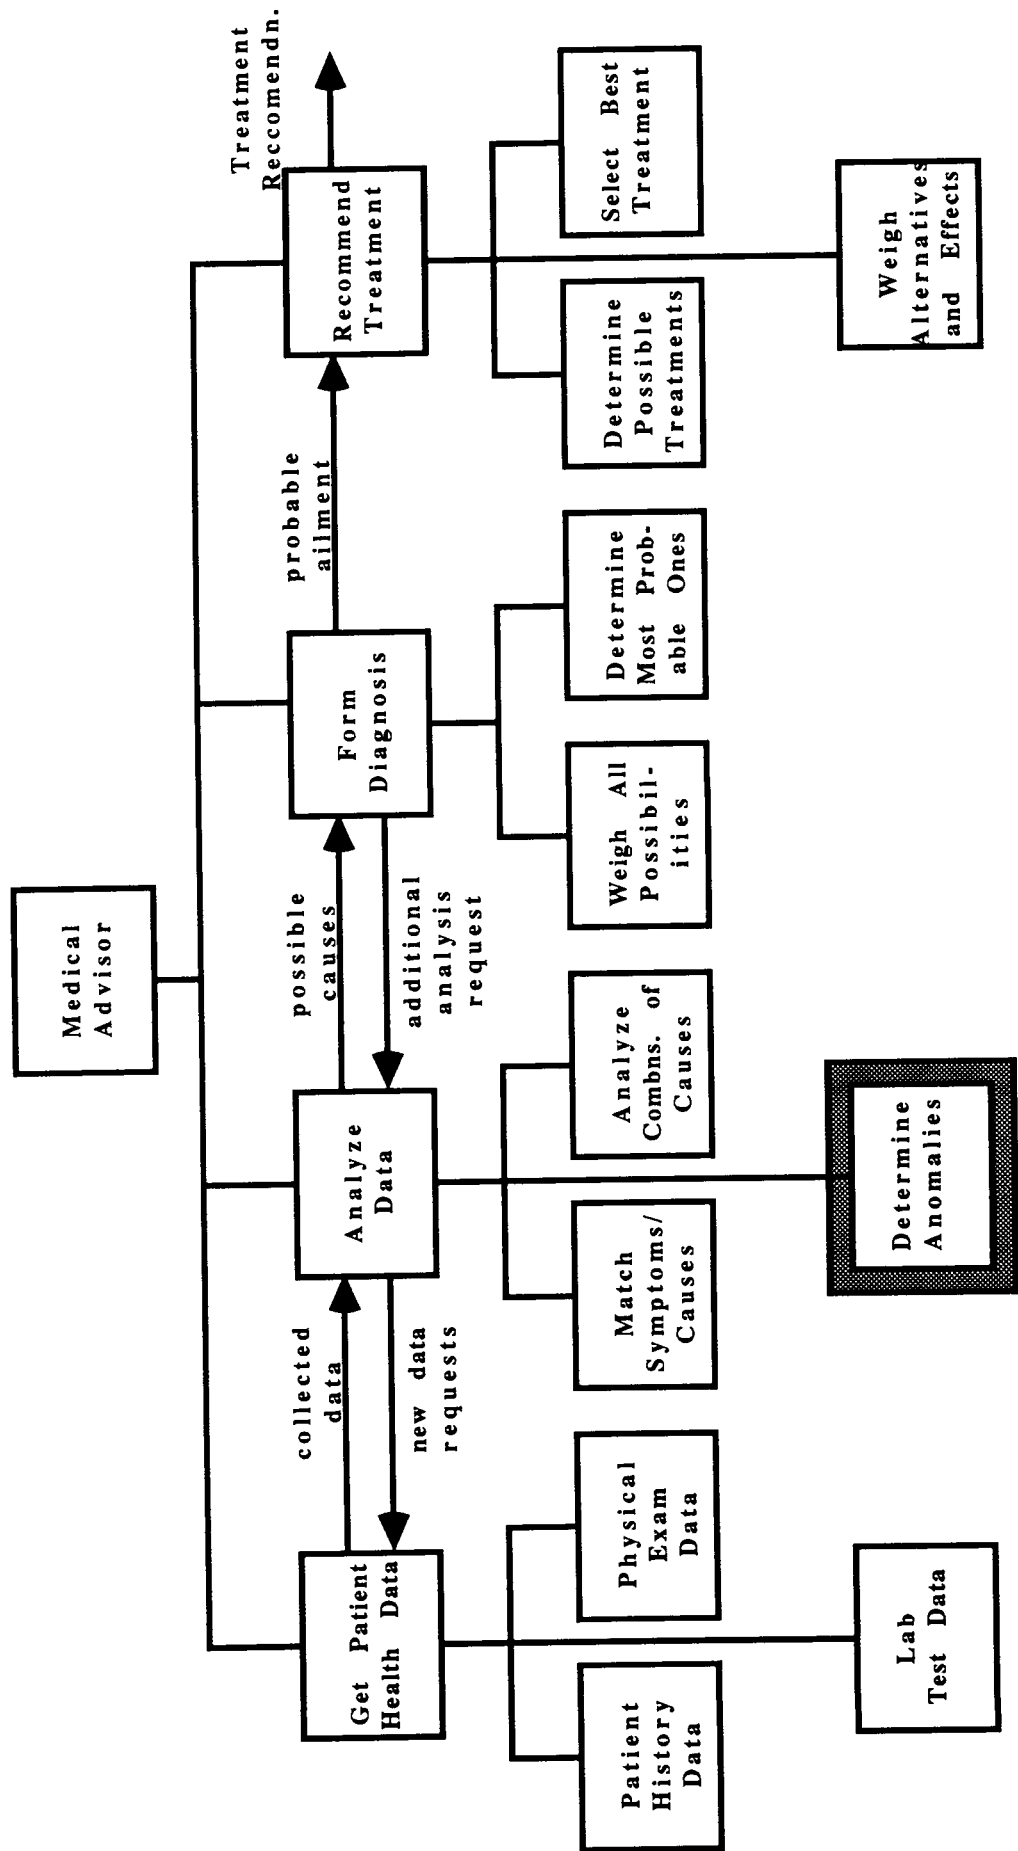 Medical
Advisor
Get Patient
Health Data
collected
data
new data
requests
Analyze
Data
possible
causes
additional
analysis
request
Form
Diagnosis
probable
ailment
Recommend
Treatment
Treatment
Reccomendn.
Patient
History
Data
Physical
Exam
Data
Lab
Test Data
Match
Symptoms/
Causes
Analyze
Combns. of
Causes
Determine
Anomalies
Weigh All
Possibil-
ities
Determine
Most Prob-
able Ones
Determine
Possible
Treatments
Select Best
Treatment
Weigh
Alternatives
and Effects